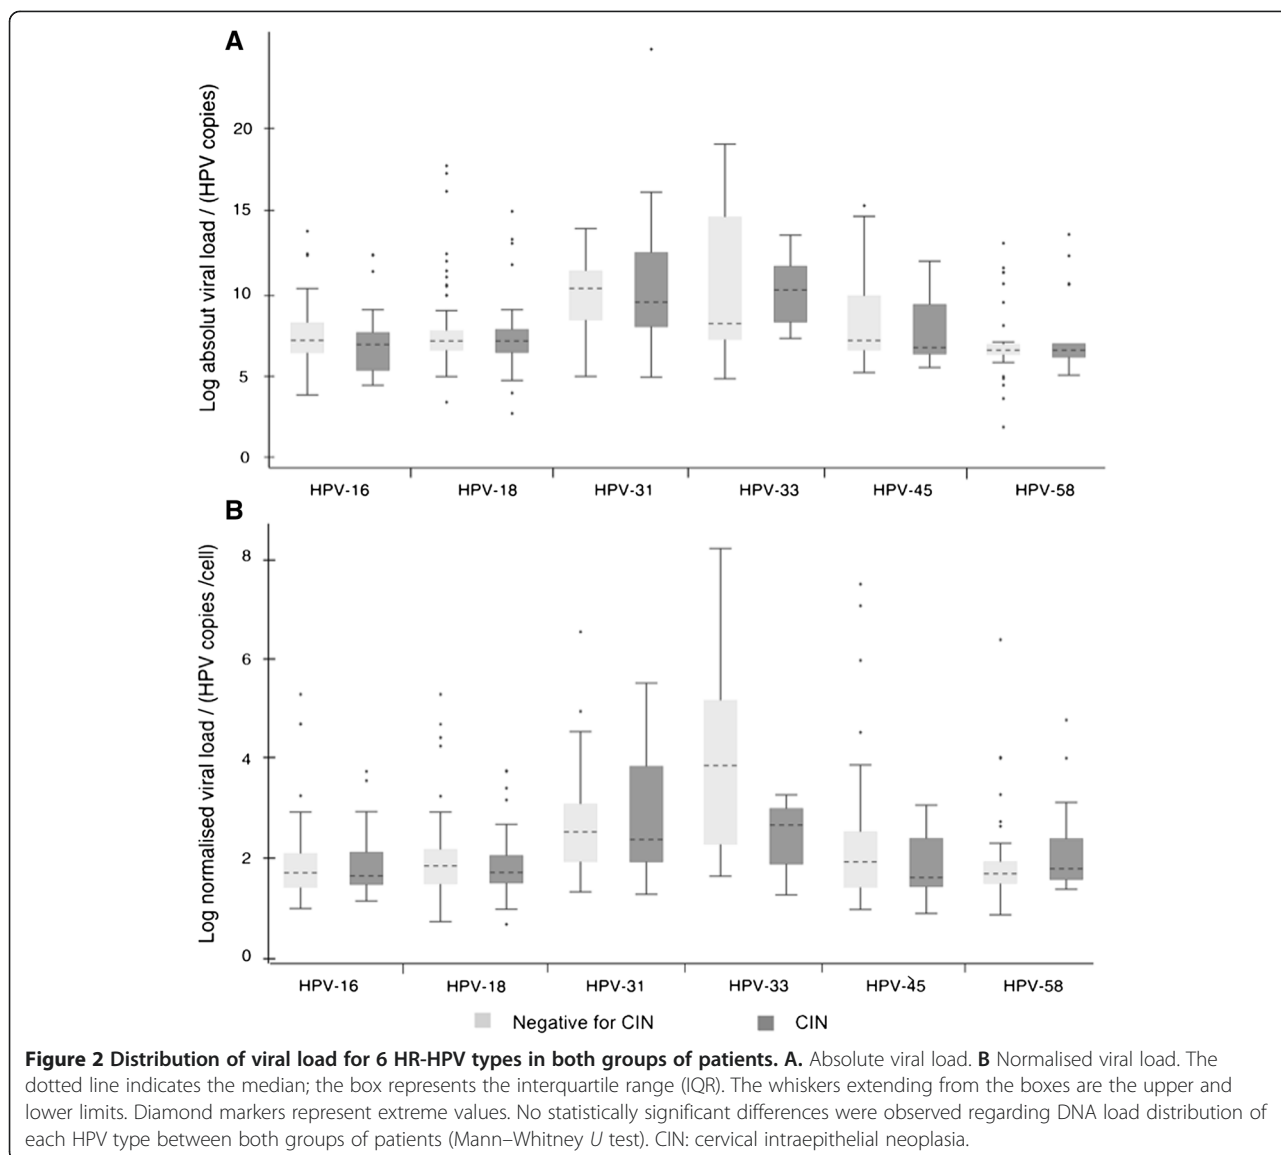 A
Log absolut viral load / (HPV copies)
20
15
10
5
0
HPV-16 HPV-18 HPV-31 HPV-33 HPV-45 HPV-58
B
Log normalised viral load / (HPV copies /cell)
8
6
4
2
0
HPV-16 HPV-18 HPV-31 HPV-33 HPV-45 HPV-58
Negative for CIN CIN
Figure 2 Distribution of viral load for 6 HR-HPV types in both groups of patients. A. Absolute viral load. B Normalised viral load. The
dotted line indicates the median; the box represents the interquartile range (IQR). The whiskers extending from the boxes are the upper and
lower limits. Diamond markers represent extreme values. No statistically significant differences were observed regarding DNA load distribution of
each HPV type between both groups of patients (Mann–Whitney U test). CIN: cervical intraepithelial neoplasia.